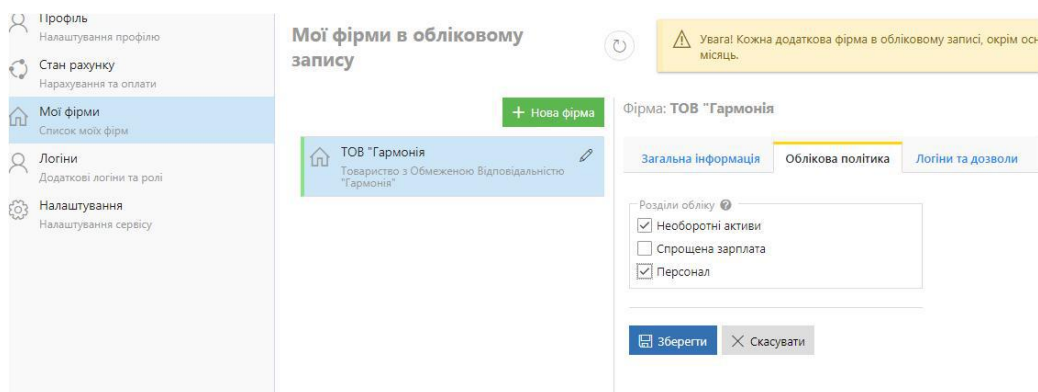 Профіль
Налаштування профілю
Стан рахунку
Нарахування та оплати
Мої фірми
Список моїх фірм
Логіни
Додаткові логіни та ролі
Налаштування
Налаштування сервісу
Мої фірми в обліковому
запису
Увага! Кожна додаткова фірма в обліковому записі, окрім осн
місяць.
+ Нова фірма
ТОВ "Гармонія
Товариство з Обмеженою Відповідальністю
"Гармонія"
Фірма: ТОВ "Гармонія
Загальна інформація Облікова політика Логіни та дозволи
Розділи обліку
Необоротні активи
Спрощена зарплата
Персонал
Зберегти Скасувати